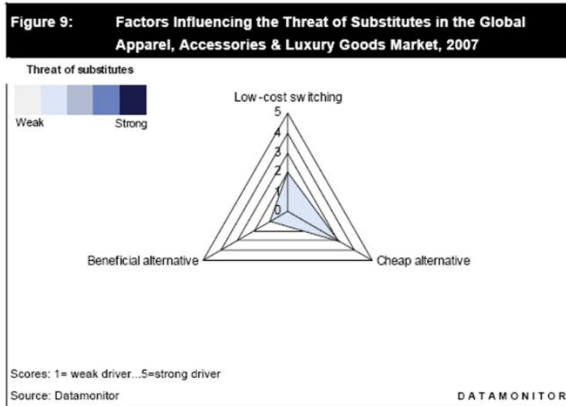 Figure 9: Factors Influencing the Threat of Substitutes in the Global
Apparel, Accessories & Luxury Goods Market, 2007
Threat of substitutes
Weak Strong
Low-cost switching
5
4
3
2
1
0
Beneficial alternative Cheap alternative
Scores: 1= weak driver...5=strong driver
Source: Datamonitor DATAMONITOR